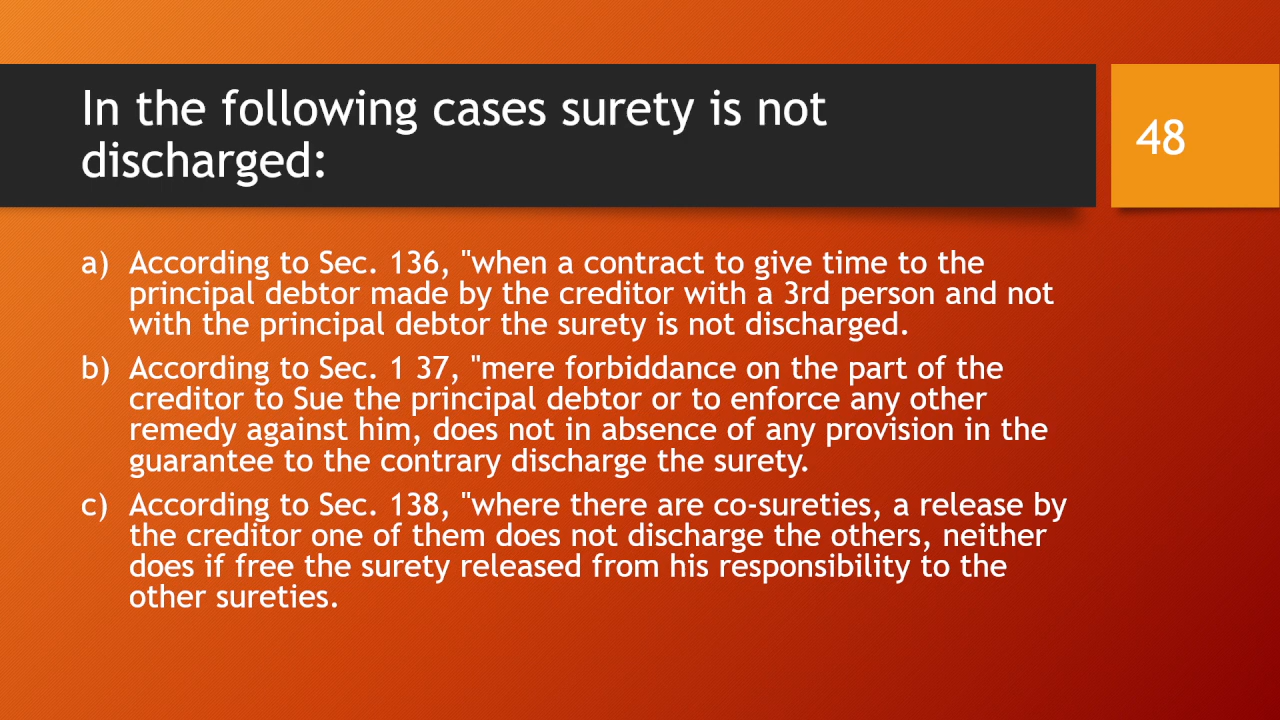 In the following cases surety is not
discharged:
48
a) According to Sec. 136, "when a contract to give time to the
principal debtor made by the creditor with a 3rd person and not
with the principal debtor the surety is not discharged.
b) According to Sec. 1 37, "mere forbiddance on the part of the
creditor to Sue the principal debtor or to enforce any other
remedy against him, does not in absence of any provision in the
guarantee to the contrary discharge the surety.
c) According to Sec. 138, "where there are co-sureties, a release by
the creditor one of them does not discharge the others, neither
does if free the surety released from his responsibility to the
other sureties.